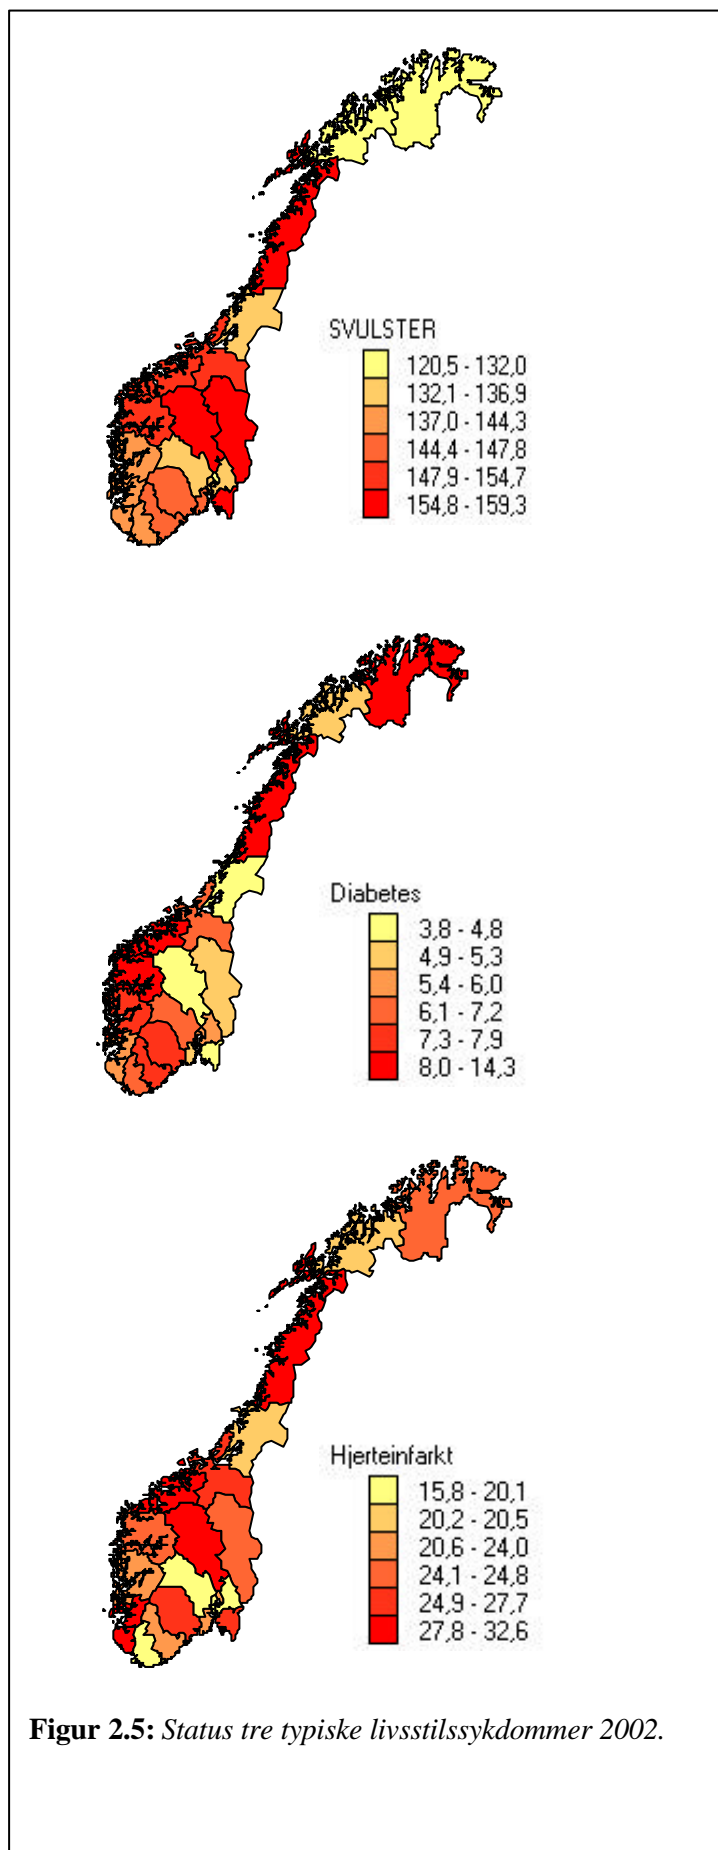 SVULSTER
120,5 - 132,0
132,1 - 136,9
137,0 - 144,3
144,4 - 147,8
147,9 - 154,7
154,8 - 159,3
Diabetes
3,8 - 4,8
4,9 - 5,3
5,4 - 6,0
6,1 - 7,2
7,3 - 7,9
8,0 - 14,3
Hjerteinfarkt
15,8 - 20,1
20,2 - 20,5
20,6 - 24,0
24,1 - 24,8
24,9 - 27,7
27,8 - 32,6
Figur 2.5: Status tre typiske livsstilssykdommer 2002.